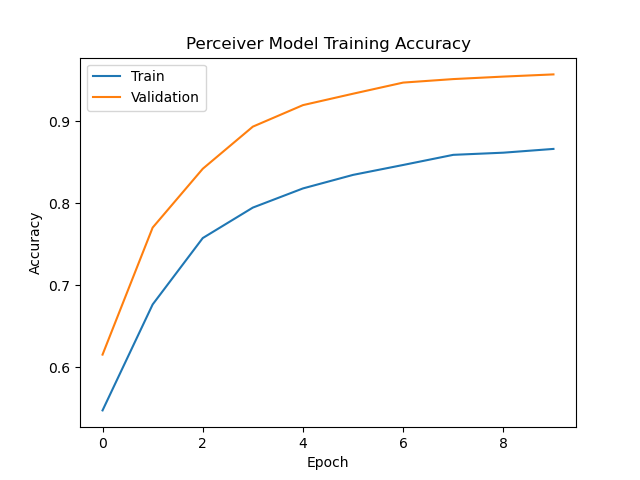 Perceiver Model Training Accuracy
Train
Validation
Accuracy
0.9
0.8
0.7
0.6
0 2 4 6 8
Epoch